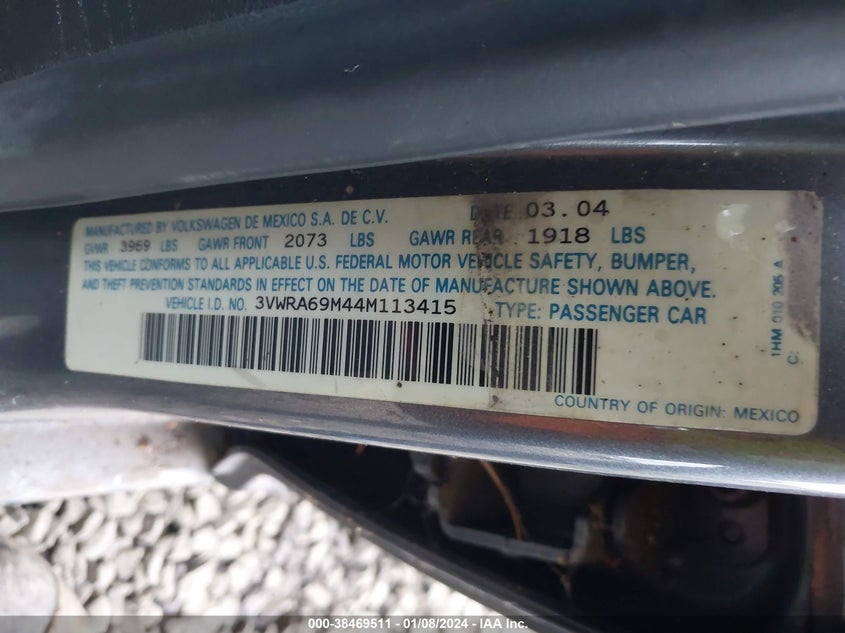 MANUFACTURED BY VOLKSWAGEN DE MEXICO S.A. DE C.V. DATE 03.04
GVWR 3969 LBS GAWR FRONT 2073 LBS GAWR REAR 1918 LBS
THIS VEHICLE CONFORMS TO ALL APPLICABLE U.S. FEDERAL MOTOR VEHICLE SAFETY, BUMPER,
AND THEFT PREVENTION STANDARDS IN EFFECT ON THE DATE OF MANUFACTURE SHOWN ABOVE.
VEHICLE I.D. NO. 3VWRA69M44M113415 TYPE: PASSENGER CAR
COUNTRY OF ORIGIN: MEXICO
1HM 010 206 A
C:
000-38469511 - 01/08/2024 - IAA Inc.